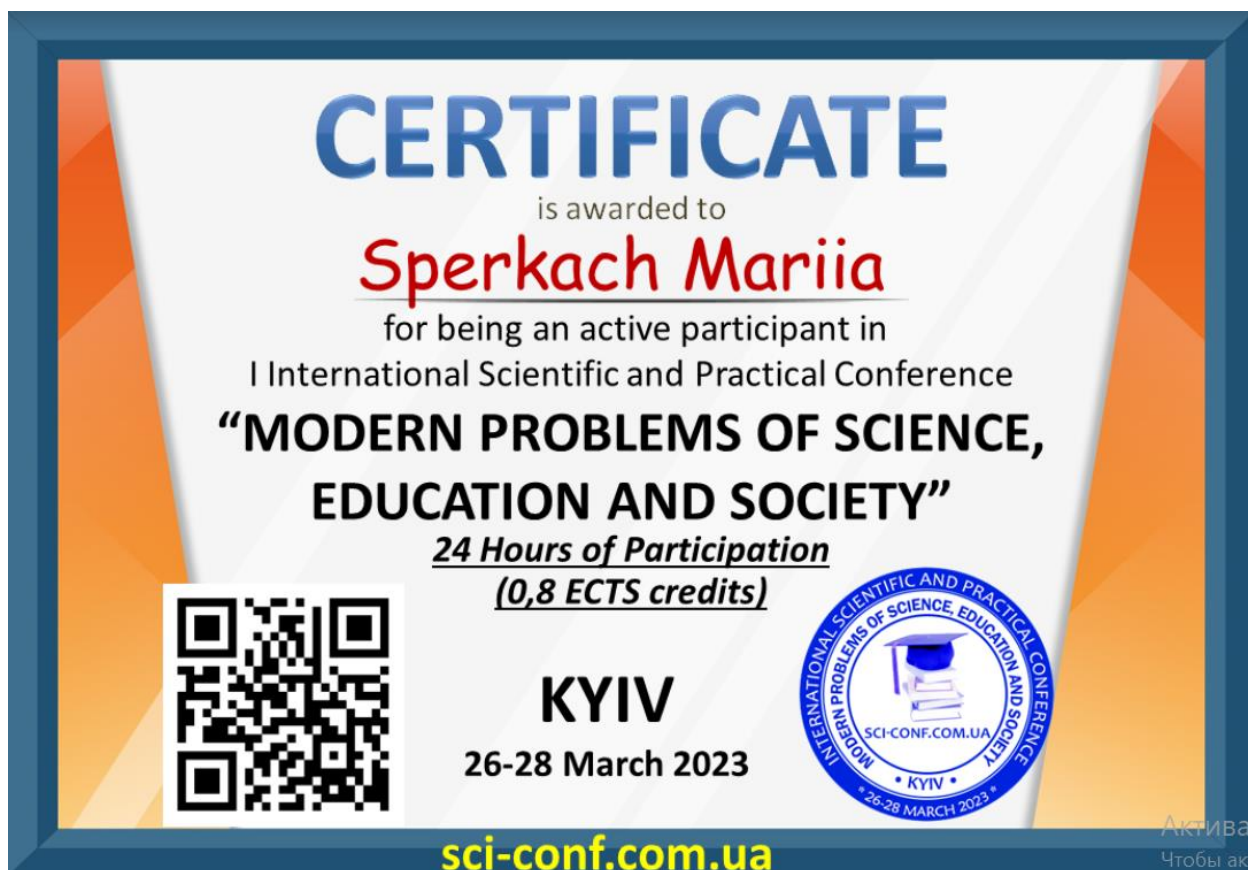 CERTIFICATE
is awarded to
Sperkach Mariia
for being an active participant in
I International Scientific and Practical Conference
“MODERN PROBLEMS OF SCIENCE,
EDUCATION AND SOCIETY”
24 Hours of Participation
(0,8 ECTS credits)
KYIV
26-28 March 2023
INTERNATIONAL SCIENTIFIC AND PRACTICAL CONFERENCE
MODERN PROBLEMS OF SCIENCE, EDUCATION AND SOCIETY
SCI-CONF.COM.UA
• KYIV •
* 26-28 MARCH 2023 *
sci-conf.com.ua
Чтобы